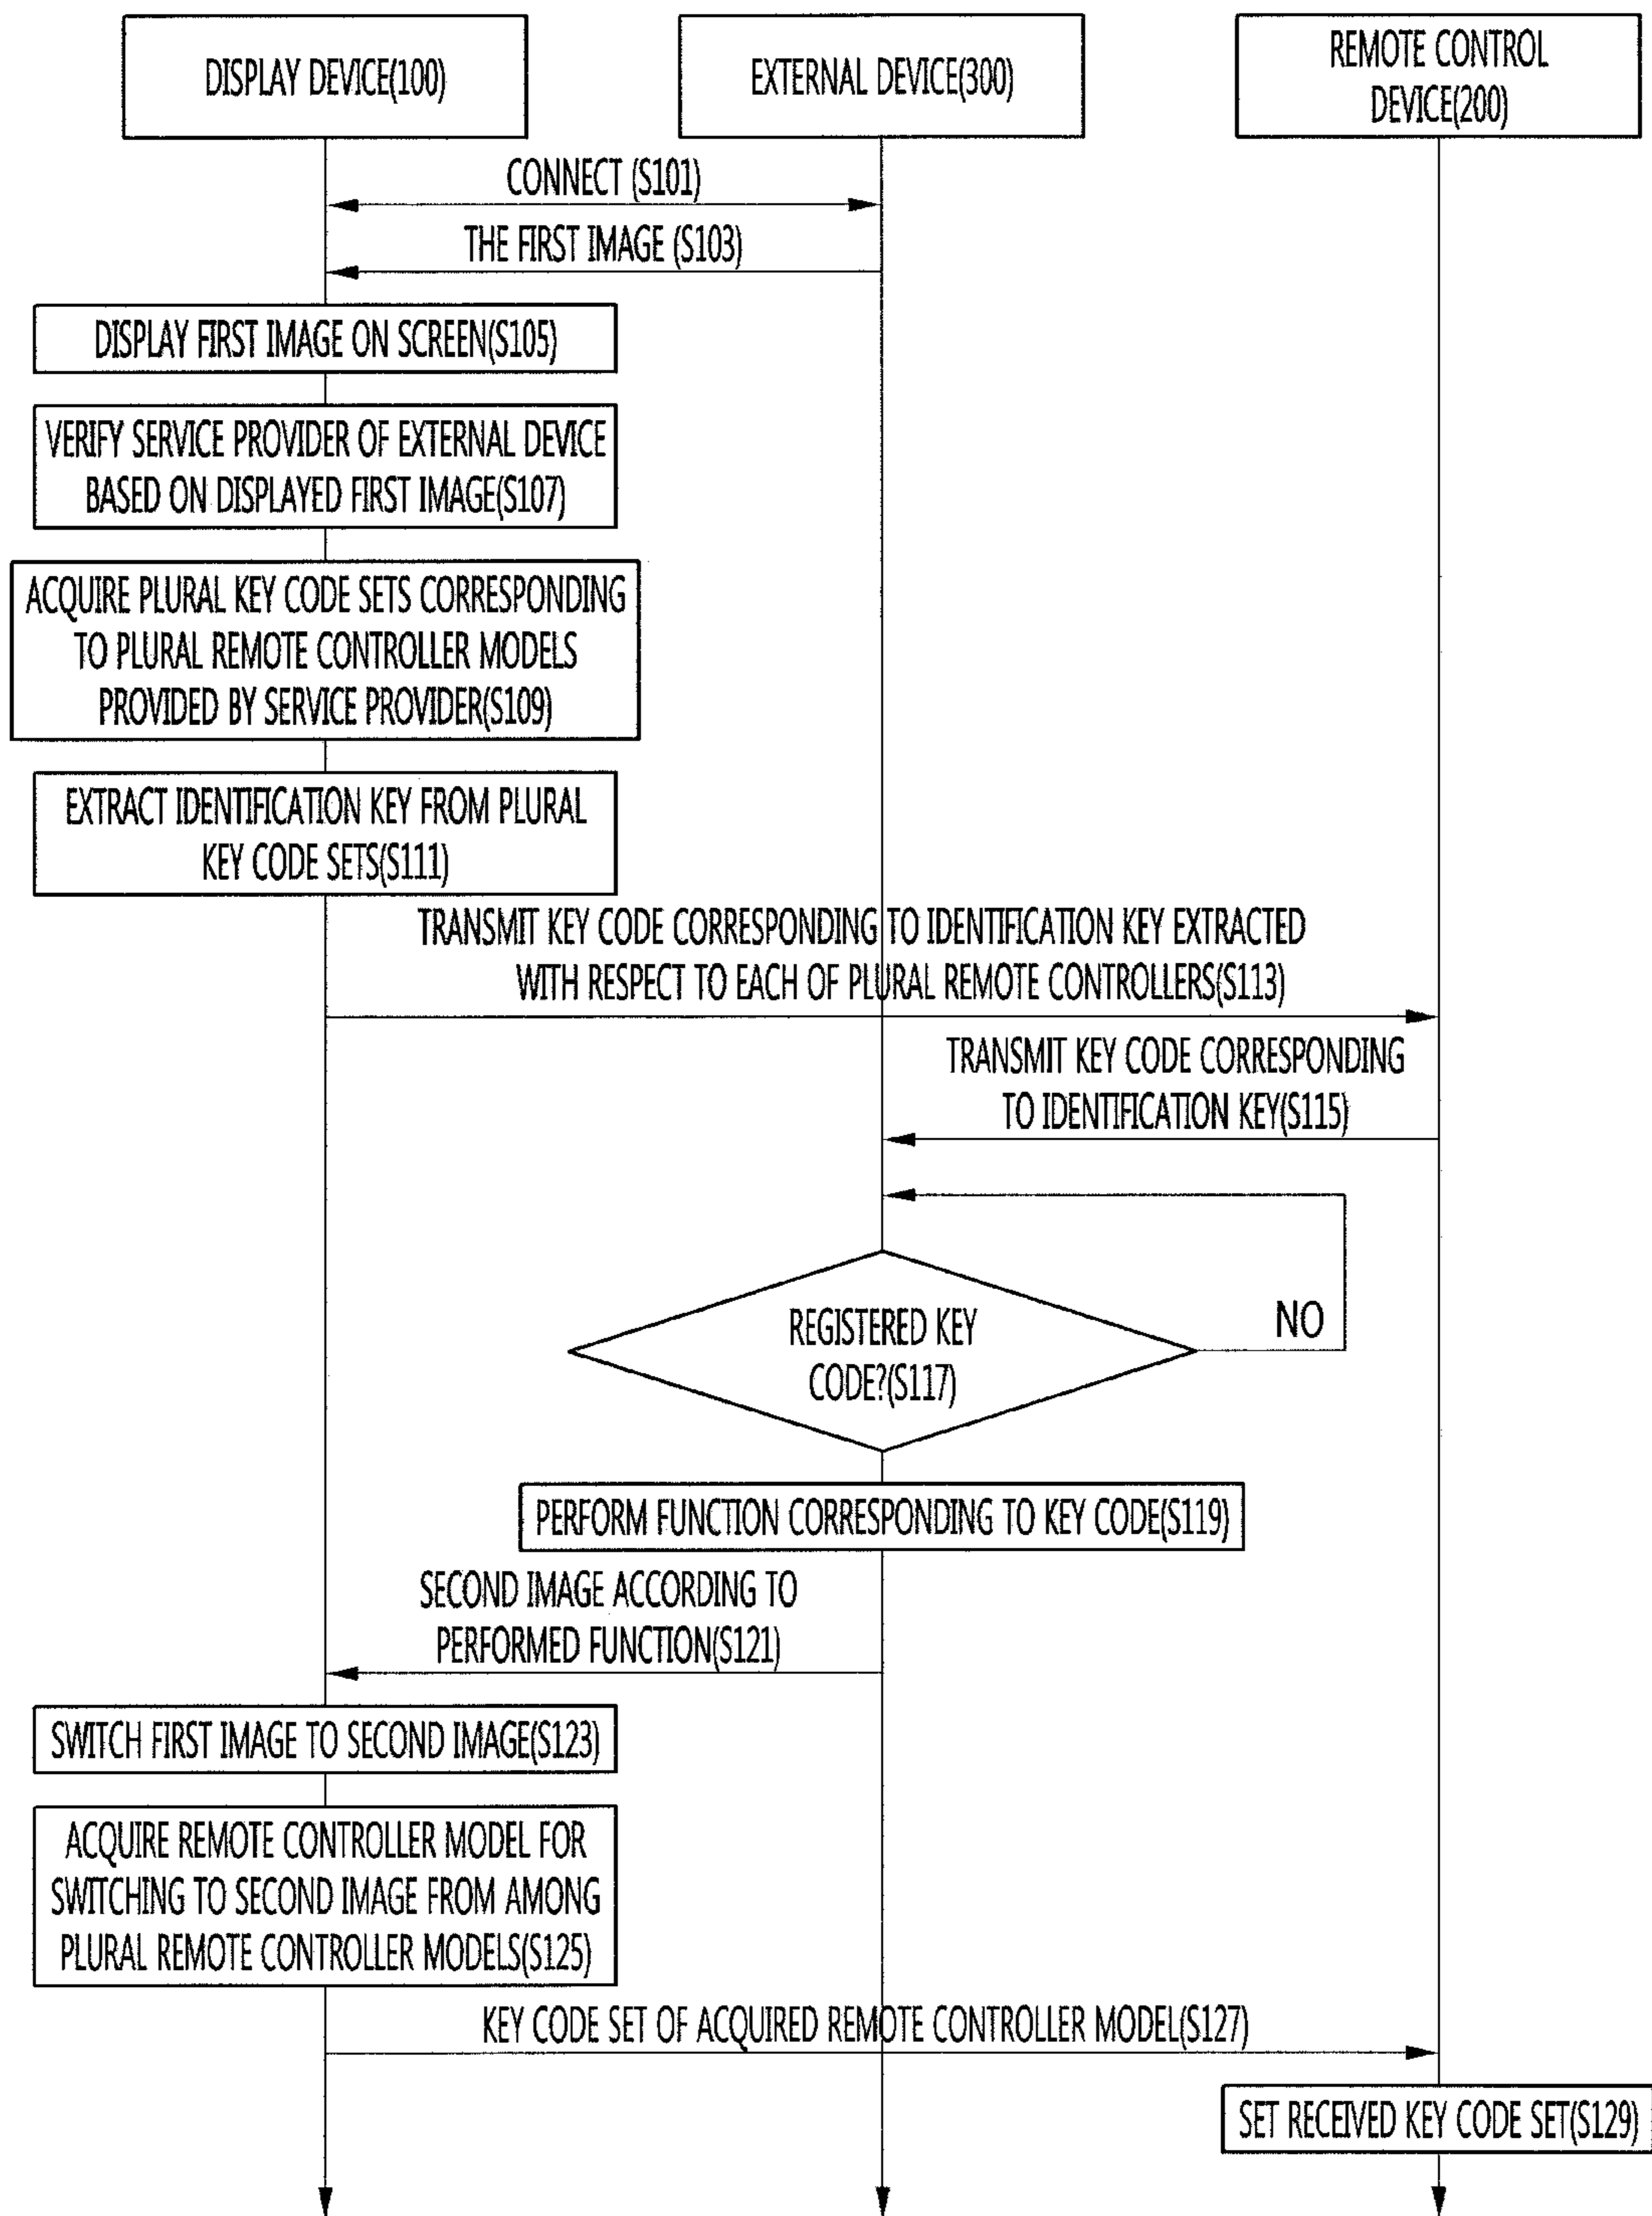 DISPLAY DEVICE(100)
EXTERNAL DEVICE(300)
REMOTE CONTROL
DEVICE(200)
CONNECT (S101)
THE FIRST IMAGE (S103)
DISPLAY FIRST IMAGE ON SCREEN(S105)
VERIFY SERVICE PROVIDER OF EXTERNAL DEVICE
BASED ON DISPLAYED FIRST IMAGE(S107)
ACQUIRE PLURAL KEY CODE SETS CORRESPONDING
TO PLURAL REMOTE CONTROLLER MODELS
PROVIDED BY SERVICE PROVIDER(S109)
EXTRACT IDENTIFICATION KEY FROM PLURAL
KEY CODE SETS(S111)
TRANSMIT KEY CODE CORRESPONDING TO IDENTIFICATION KEY EXTRACTED
WITH RESPECT TO EACH OF PLURAL REMOTE CONTROLLERS(S113)
TRANSMIT KEY CODE CORRESPONDING
TO IDENTIFICATION KEY(S115)
REGISTERED KEY
CODE?(S117)
NO
PERFORM FUNCTION CORRESPONDING TO KEY CODE(S119)
SECOND IMAGE ACCORDING TO
PERFORMED FUNCTION(S121)
SWITCH FIRST IMAGE TO SECOND IMAGE(S123)
ACQUIRE REMOTE CONTROLLER MODEL FOR
SWITCHING TO SECOND IMAGE FROM AMONG
PLURAL REMOTE CONTROLLER MODELS(S125)
KEY CODE SET OF ACQUIRED REMOTE CONTROLLER MODEL(S127)
SET RECEIVED KEY CODE SET(S129)